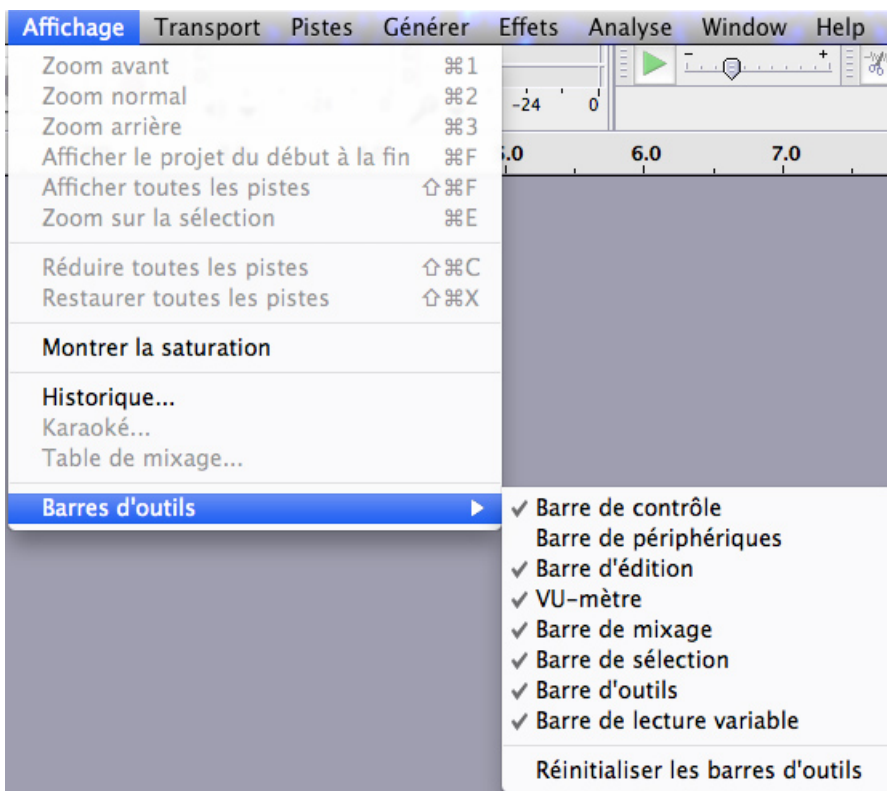 Affichage Transport Pistes Générer Effets Analyse Window Help
- +
-24 0
6.0 7.0
Zoom avant ⌘1
Zoom normal ⌘2
Zoom arrière ⌘3
Afficher le projet du début à la fin ⌘F
Afficher toutes les pistes ⇧⌘F
Zoom sur la sélection ⌘E
Réduire toutes les pistes ⇧⌘C
Restaurer toutes les pistes ⇧⌘X
Montrer la saturation
Historique...
Karaoké...
Table de mixage...
Barres d'outils
Barre de contrôle
Barre de périphériques
Barre d'édition
VU-mètre
Barre de mixage
Barre de sélection
Barre d'outils
Barre de lecture variable
Réinitialiser les barres d'outils